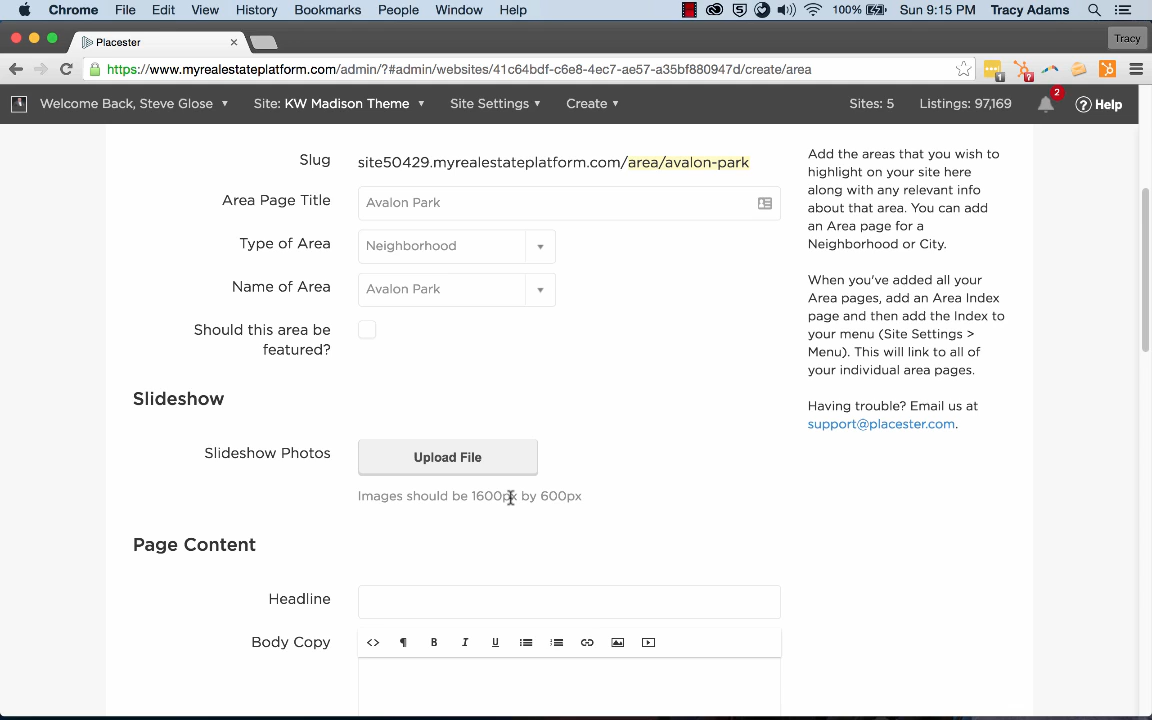 Chrome File Edit View History Bookmarks People Window Help 100% Sun 9:15 PM Tracy Adams
Placester Tracy
https://www.myrealestateplatform.com/admin/?#admin/websites/41c64bdf-c6e8-4ec7-ae57-a35bf880947d/create/area
Welcome Back, Steve Glose Site: KW Madison Theme Site Settings Create Sites: 5 Listings: 97,169 2 Help
Slug site50429.myrealestateplatform.com/area/avalon-park
Area Page Title Avalon Park
Type of Area Neighborhood
Name of Area Avalon Park
Should this area be
featured?
Slideshow
Slideshow Photos Upload File
Images should be 1600px by 600px
Page Content
Headline
Body Copy
Add the areas that you wish to
highlight on your site here
along with any relevant info
about that area. You can add
an Area page for a
Neighborhood or City.
When you've added all your
Area pages, add an Area Index
page and then add the Index to
your menu (Site Settings >
Menu). This will link to all of
your individual area pages.
Having trouble? Email us at
support@placester.com.